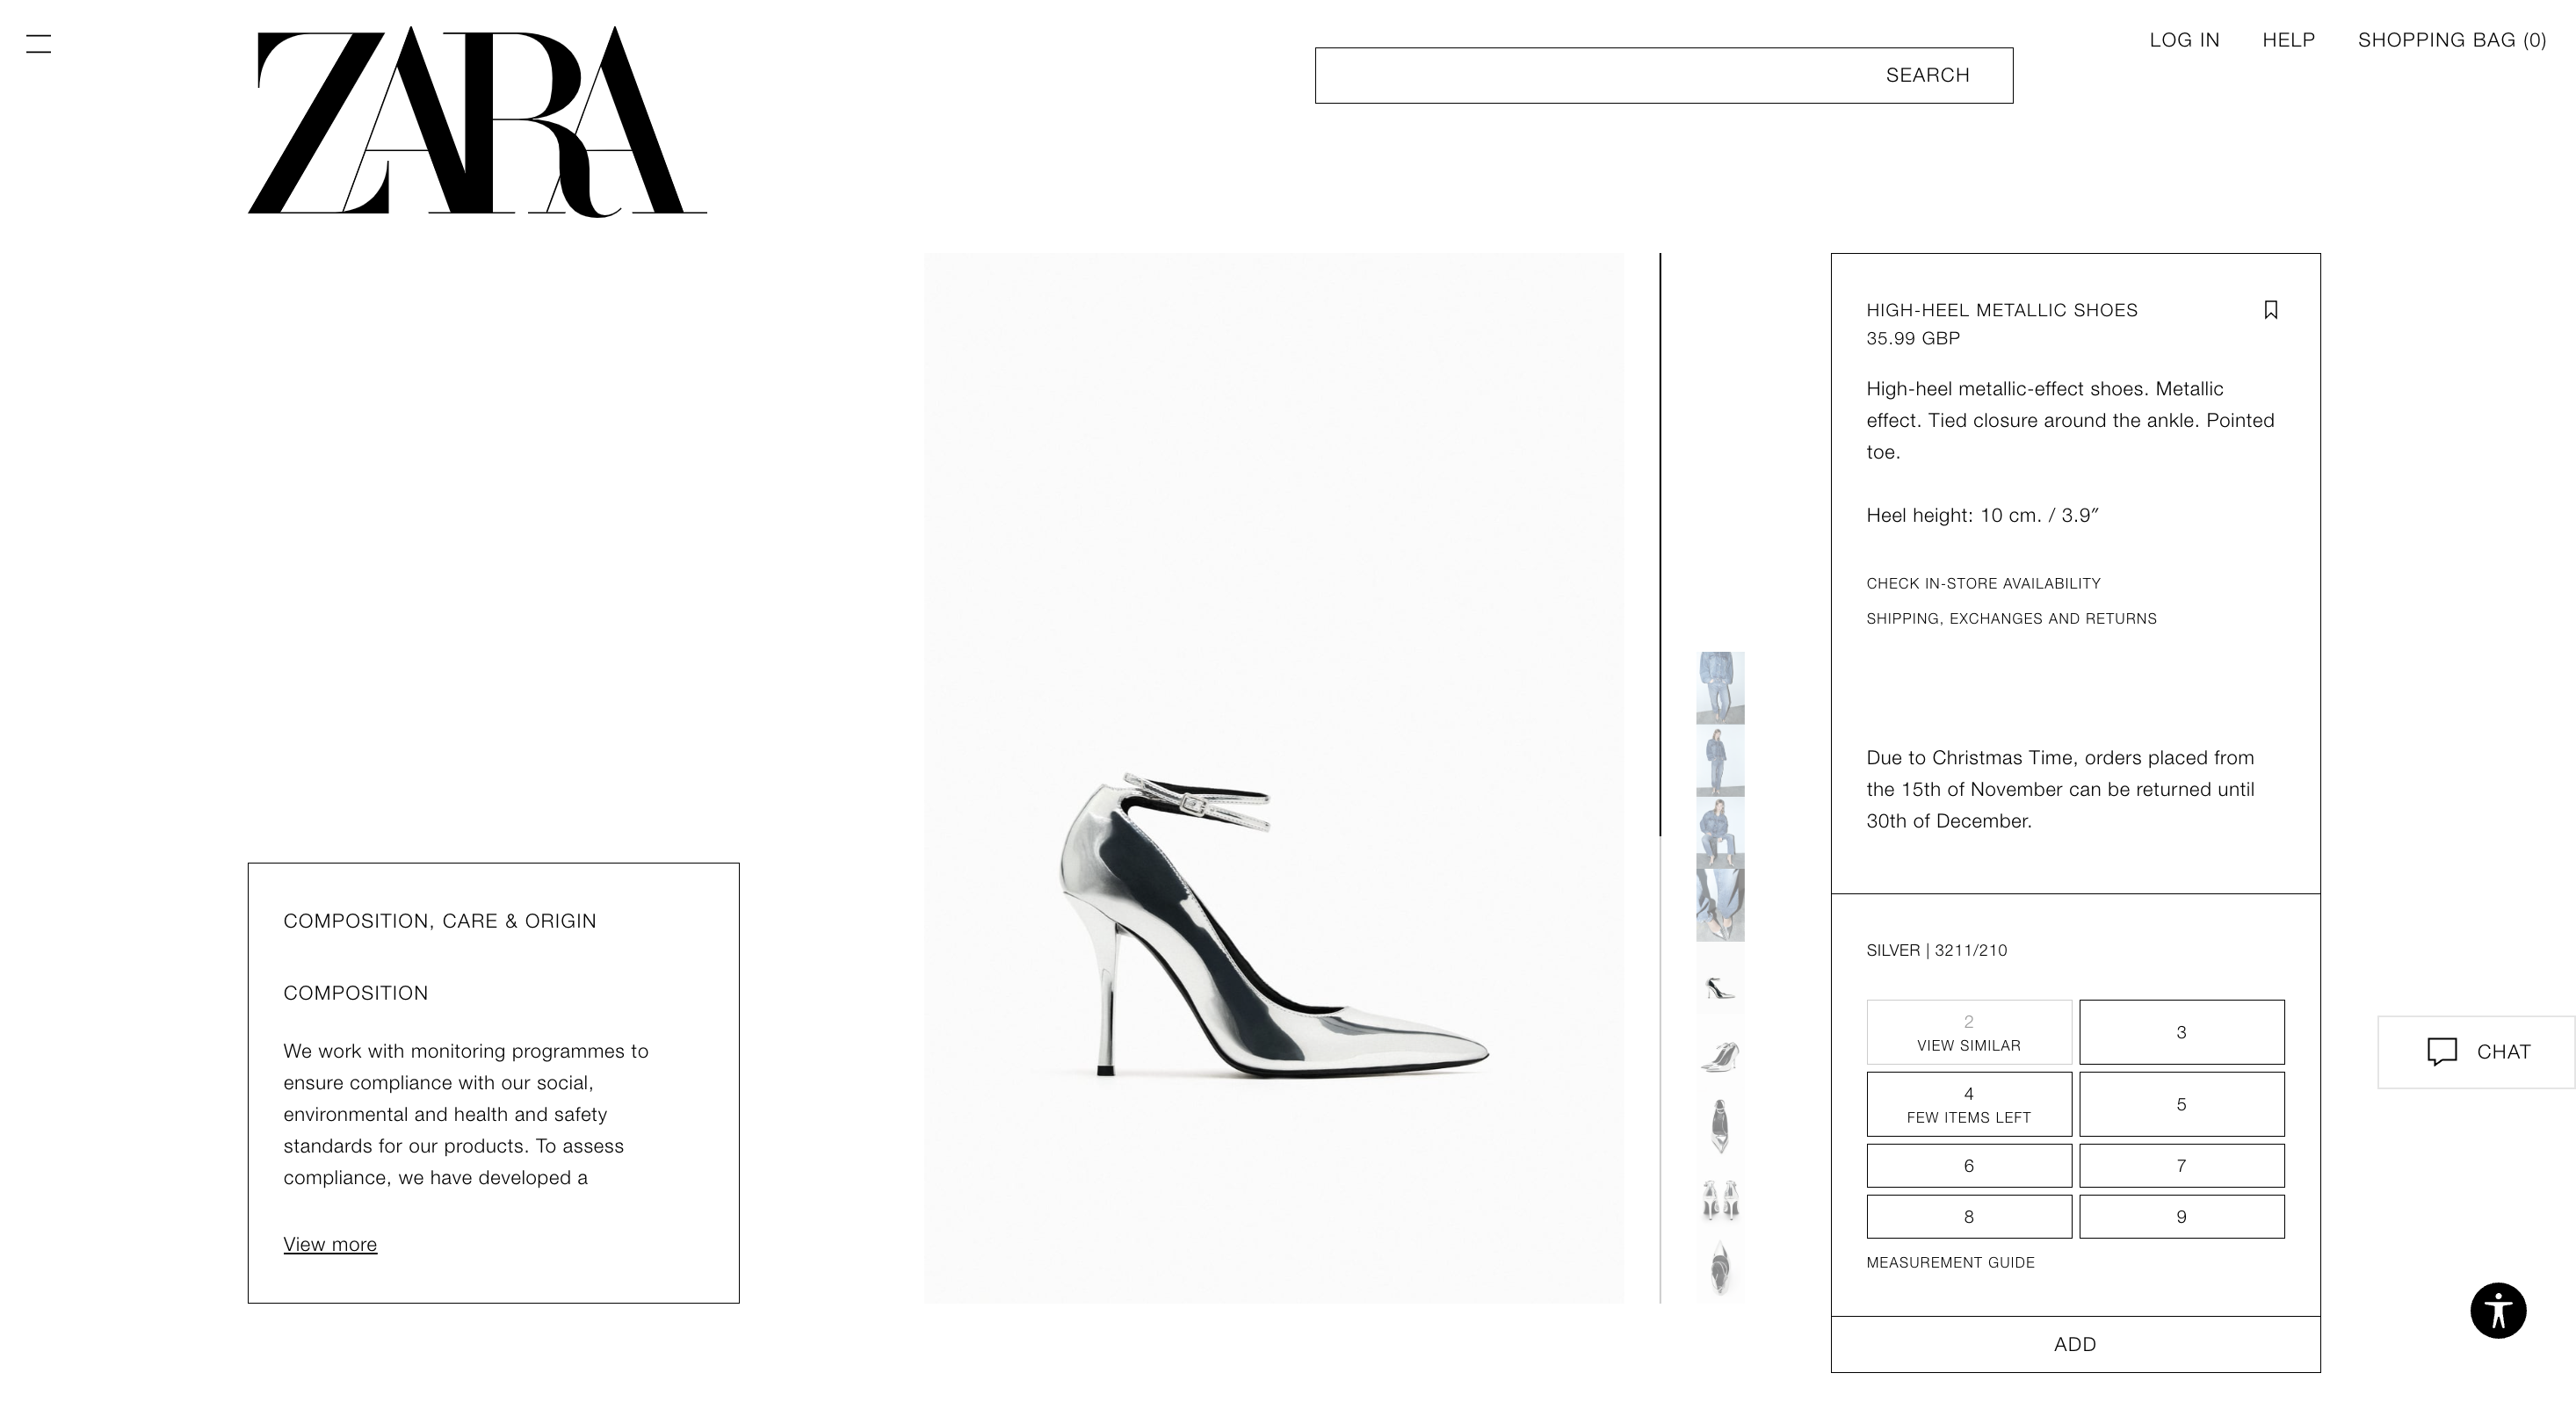 ZARA
SEARCH
LOG IN
HELP
SHOPPING BAG (0)
HIGH-HEEL METALLIC SHOES
35.99 GBP
High-heel metallic-effect shoes. Metallic
effect. Tied closure around the ankle. Pointed
toe.
Heel height: 10 cm. / 3.9″
CHECK IN-STORE AVAILABILITY
SHIPPING, EXCHANGES AND RETURNS
Due to Christmas Time, orders placed from
the 15th of November can be returned until
30th of December.
COMPOSITION, CARE & ORIGIN
COMPOSITION
We work with monitoring programmes to
ensure compliance with our social,
environmental and health and safety
standards for our products. To assess
compliance, we have developed a
View more
SILVER | 3211/210
2
VIEW SIMILAR
3
4
FEW ITEMS LEFT
5
6
7
8
9
MEASUREMENT GUIDE
ADD
CHAT